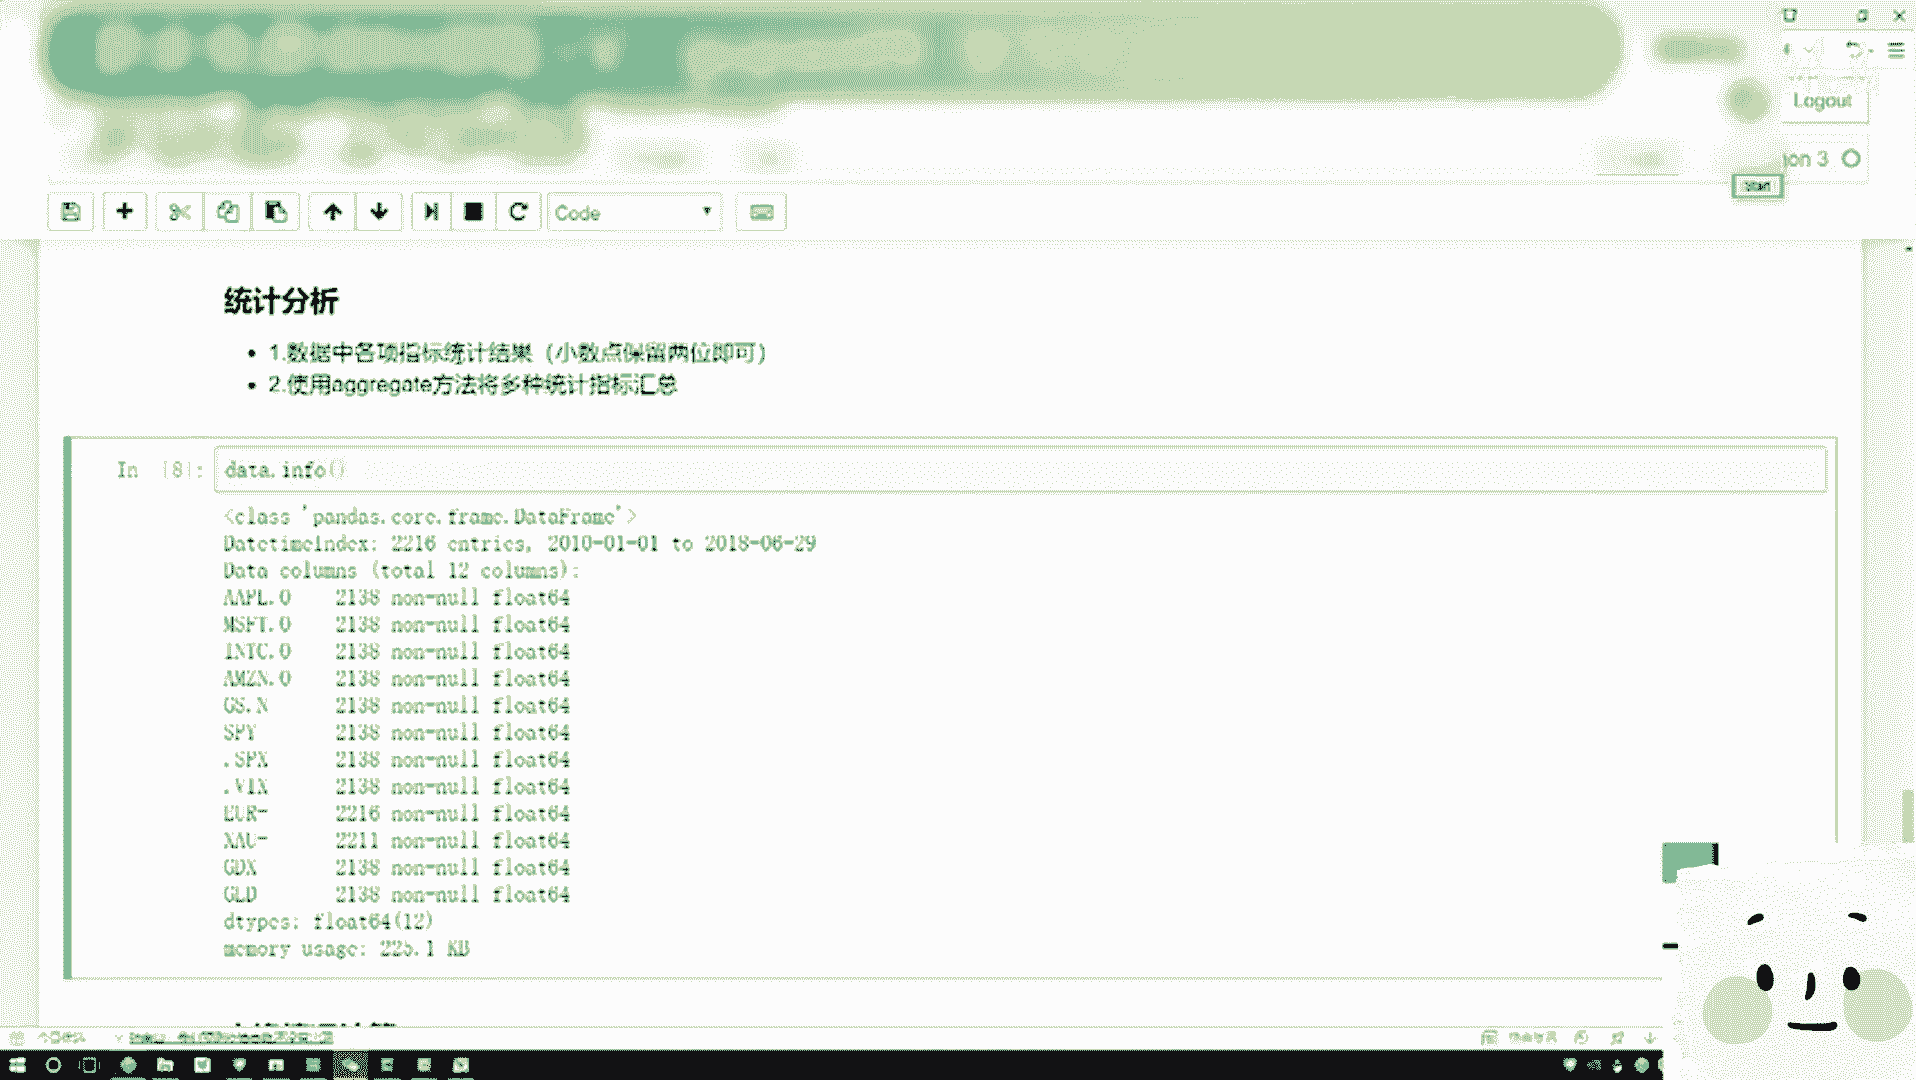 Logout
on 3
Start
Code
统计分析
1.数据中各项指标统计结果（小数点保留两位即可）
2.使用aggregate方法将多种统计指标汇总
In [8]: data.info()
<class 'pandas.core.frame.DataFrame'>
DatetimeIndex: 2216 entries, 2010-01-01 to 2018-06-29
Data columns (total 12 columns):
AAPL.O 2138 non-null float64
MSFT.O 2138 non-null float64
INTC.O 2138 non-null float64
AMZN.O 2138 non-null float64
GS.N 2138 non-null float64
SPY 2138 non-null float64
.SPX 2138 non-null float64
.VIX 2138 non-null float64
EUR= 2216 non-null float64
XAU= 2211 non-null float64
GDX 2138 non-null float64
GLD 2138 non-null float64
dtypes: float64(12)
memory usage: 225.1 KB